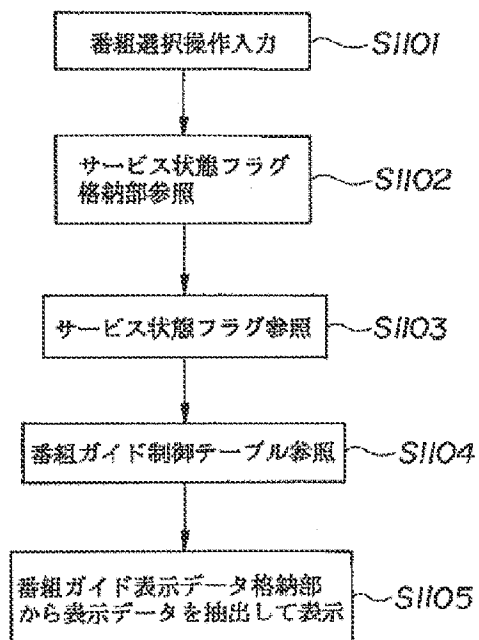 番組選択操作入力
S1101
サービス状態フラグ
格納部参照
S1102
サービス状態フラグ参照
S1103
番組ガイド制御テーブル参照
S1104
番組ガイド表示データ格納部
から表示データを抽出して表示
S1105